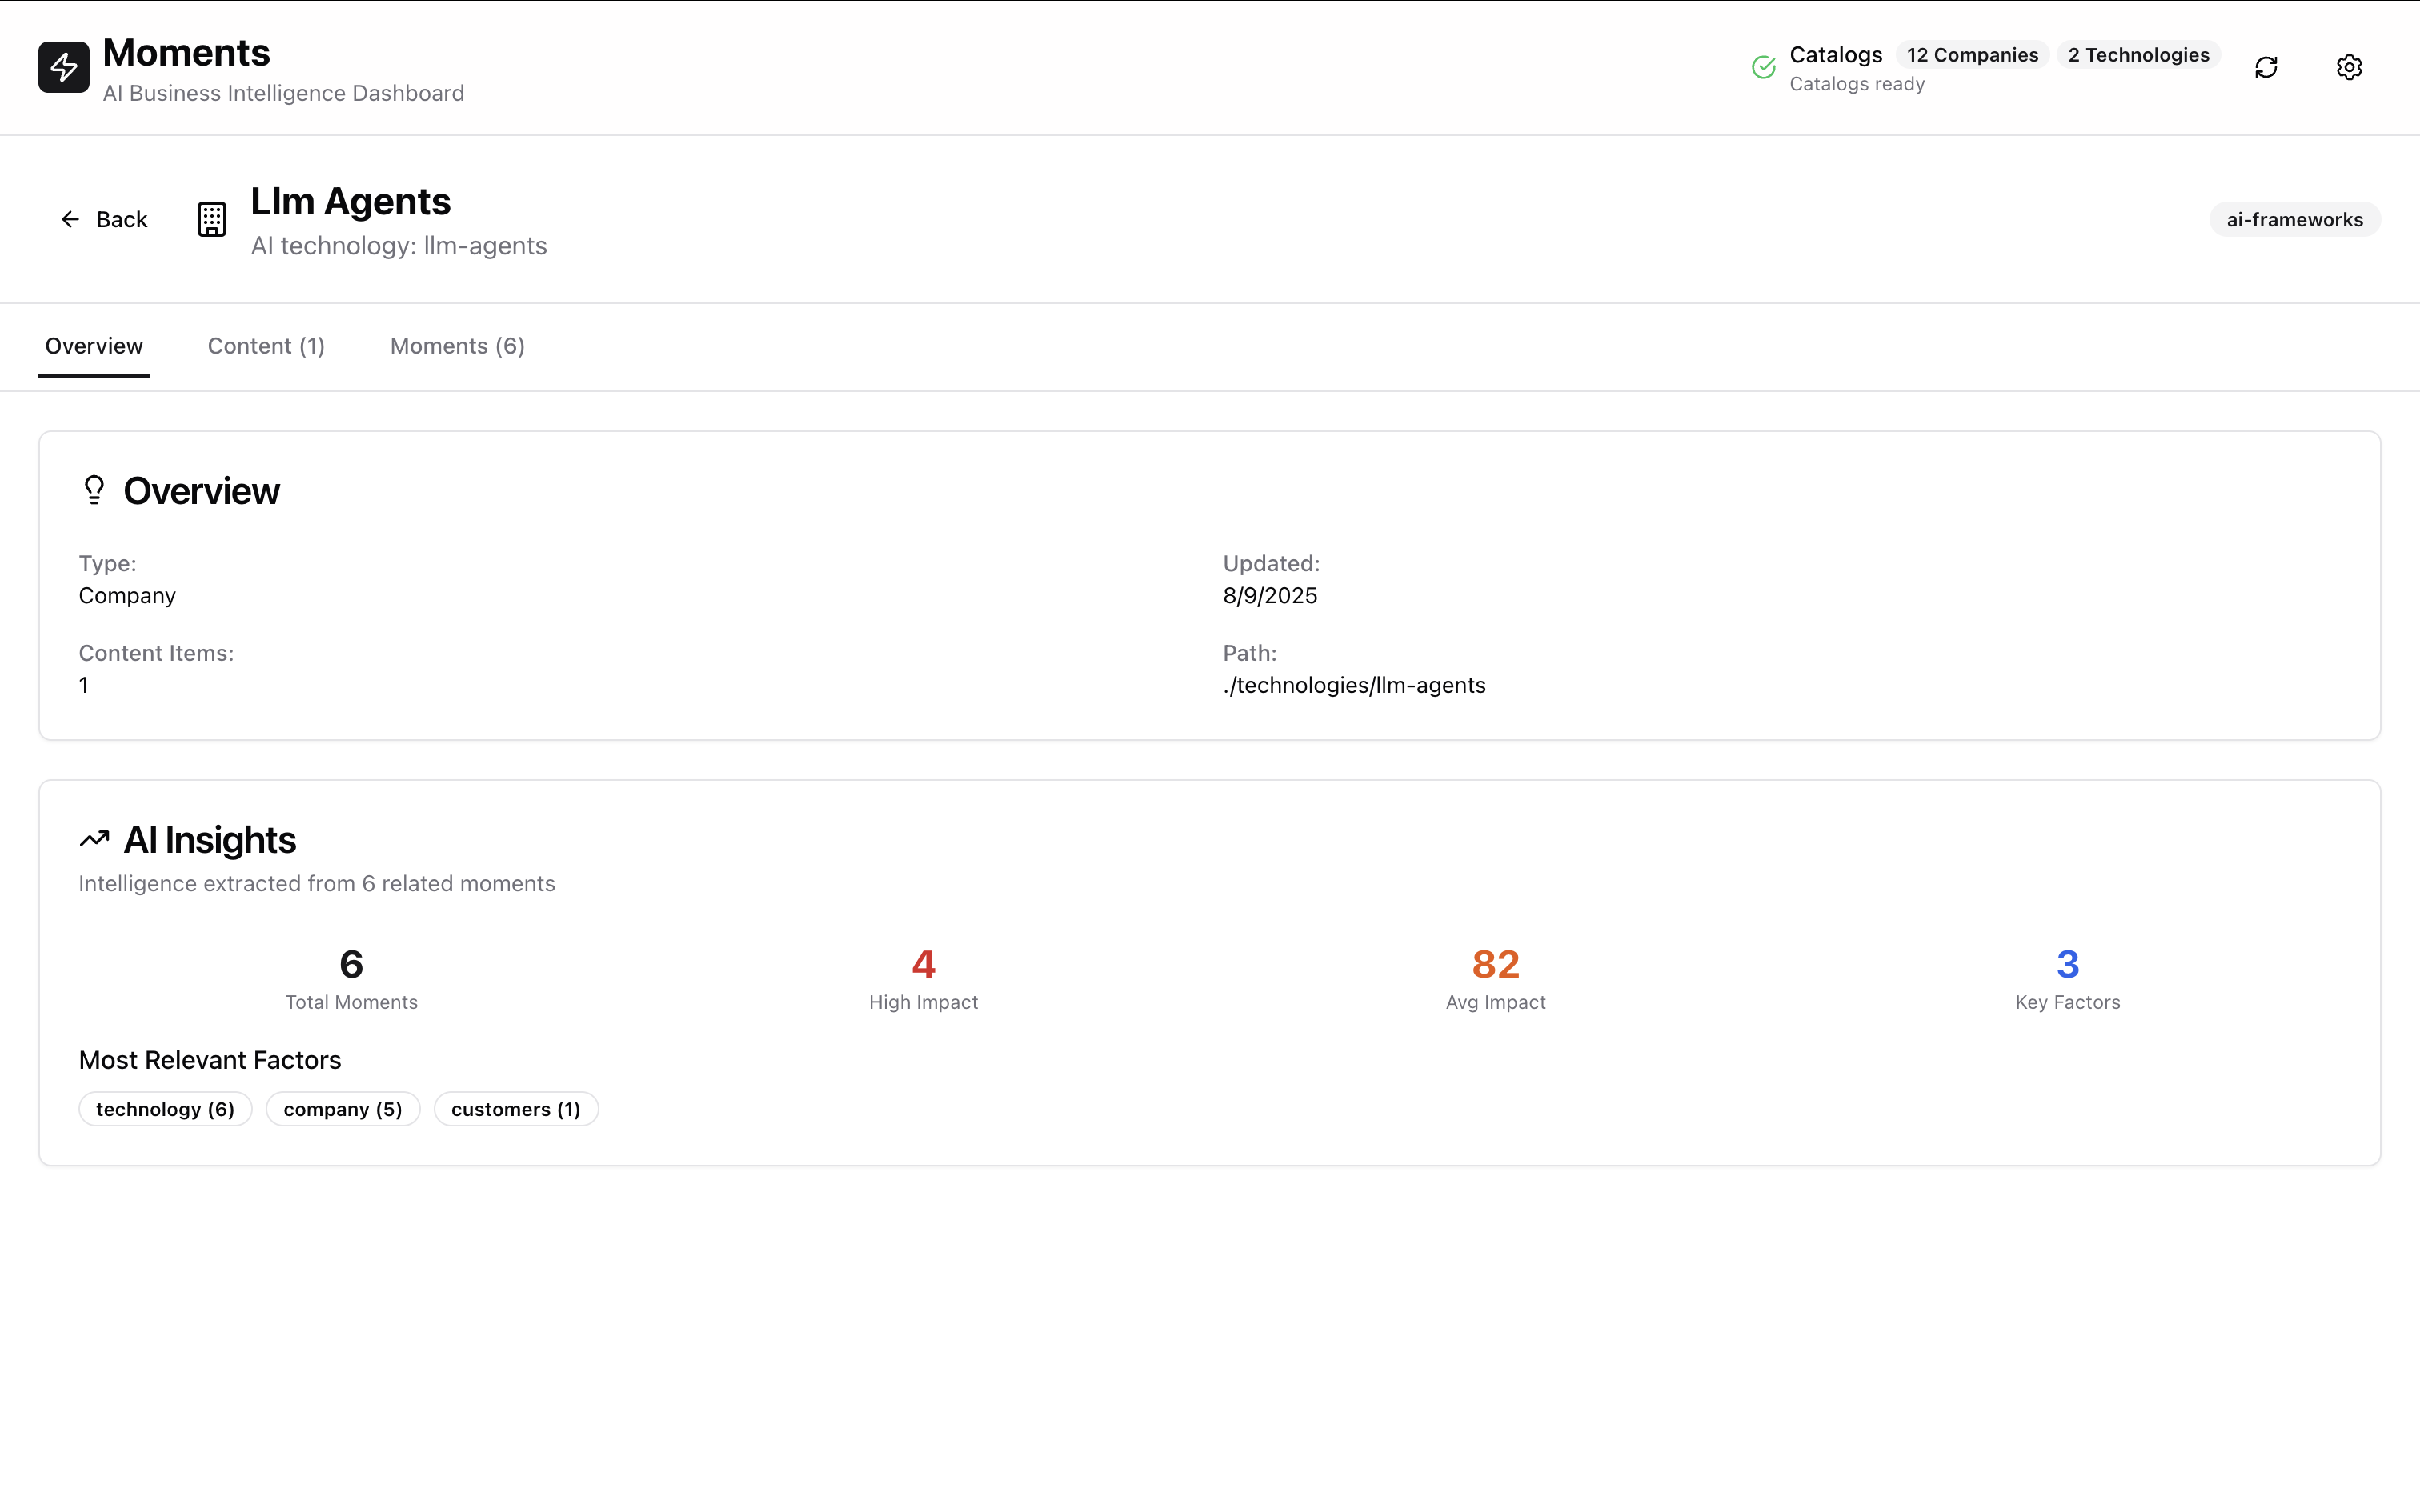 Moments
AI Business Intelligence Dashboard
Catalogs 12 Companies 2 Technologies
Catalogs ready
Back
Llm Agents
AI technology: llm-agents
ai-frameworks
Overview Content (1) Moments (6)
Overview
Type:
Company
Updated:
8/9/2025
Content Items:
1
Path:
./technologies/llm-agents
AI Insights
Intelligence extracted from 6 related moments
6
Total Moments
4
High Impact
82
Avg Impact
3
Key Factors
Most Relevant Factors
technology (6) company (5) customers (1)